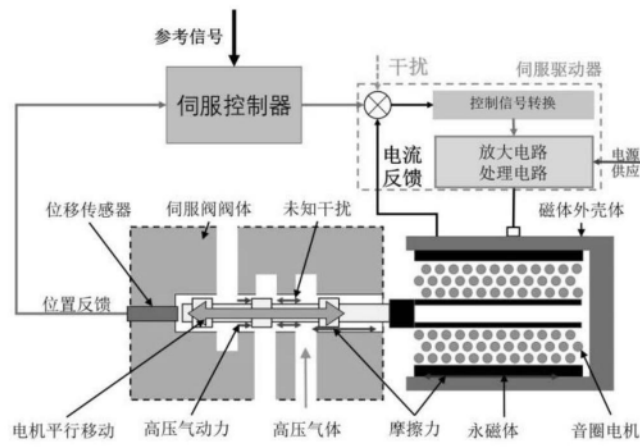 参考信号
干扰
伺服驱动器
伺服控制器
控制信号转换
电流
反馈
放大电路
处理电路
电源
供应
位移传感器
伺服阀阀体
未知干扰
磁体外壳体
位置反馈
电机平行移动
高压气动力
高压气体
摩擦力
永磁体
音圈电机